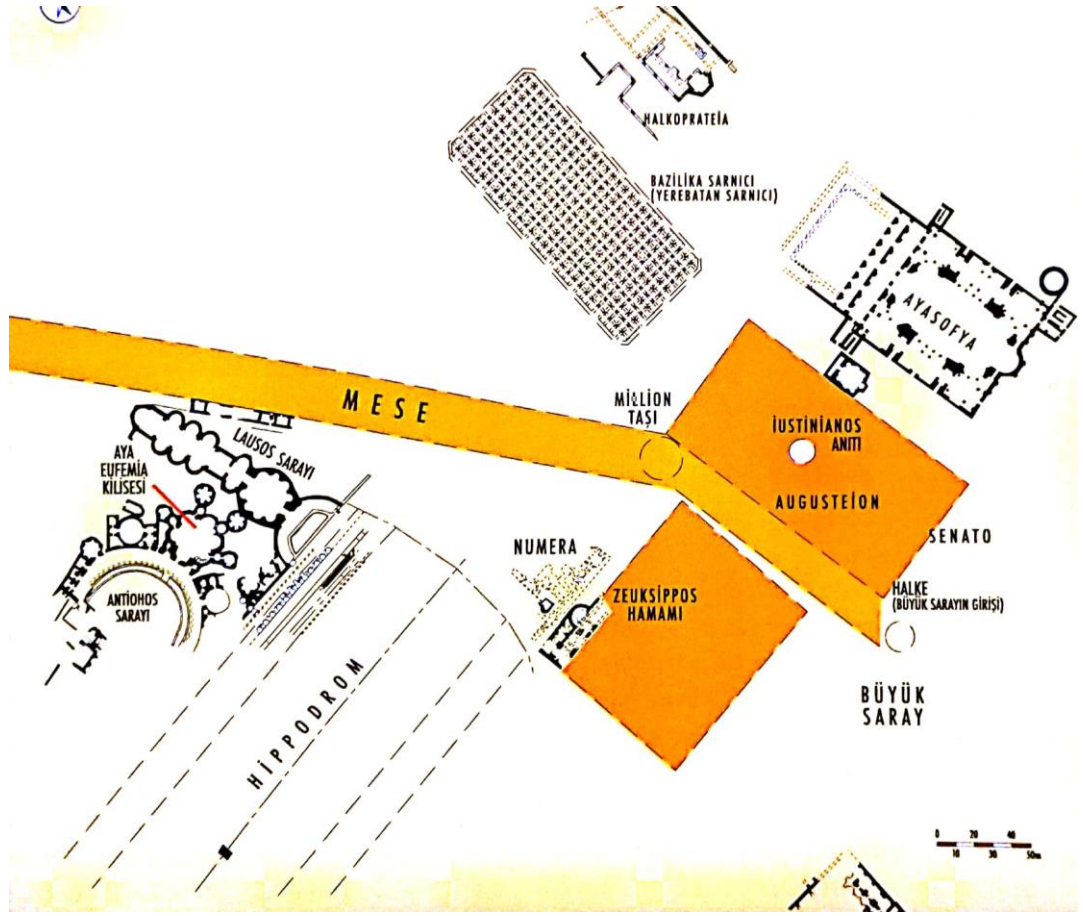 HALKOPRATEİA
BAZİLİKA SARNICI
(YEREBATAN SARNICI)
AYASOFYA
MESE
MİLLİON
TAŞI
İUSTİNİANOS
ANITI
AUGUSTEİON
SENATO
HALKE
(BÜYÜK SARAYIN GİRİŞİ)
BÜYÜK
SARAY
LAUSOS SARAYI
AYA
EUFEMİA
KİLİSESİ
ANTİOHOS
SARAYI
NUMERA
ZEUKSİPPOS
HAMAMI
HİPPODROM
0 20 40
10 30 50m